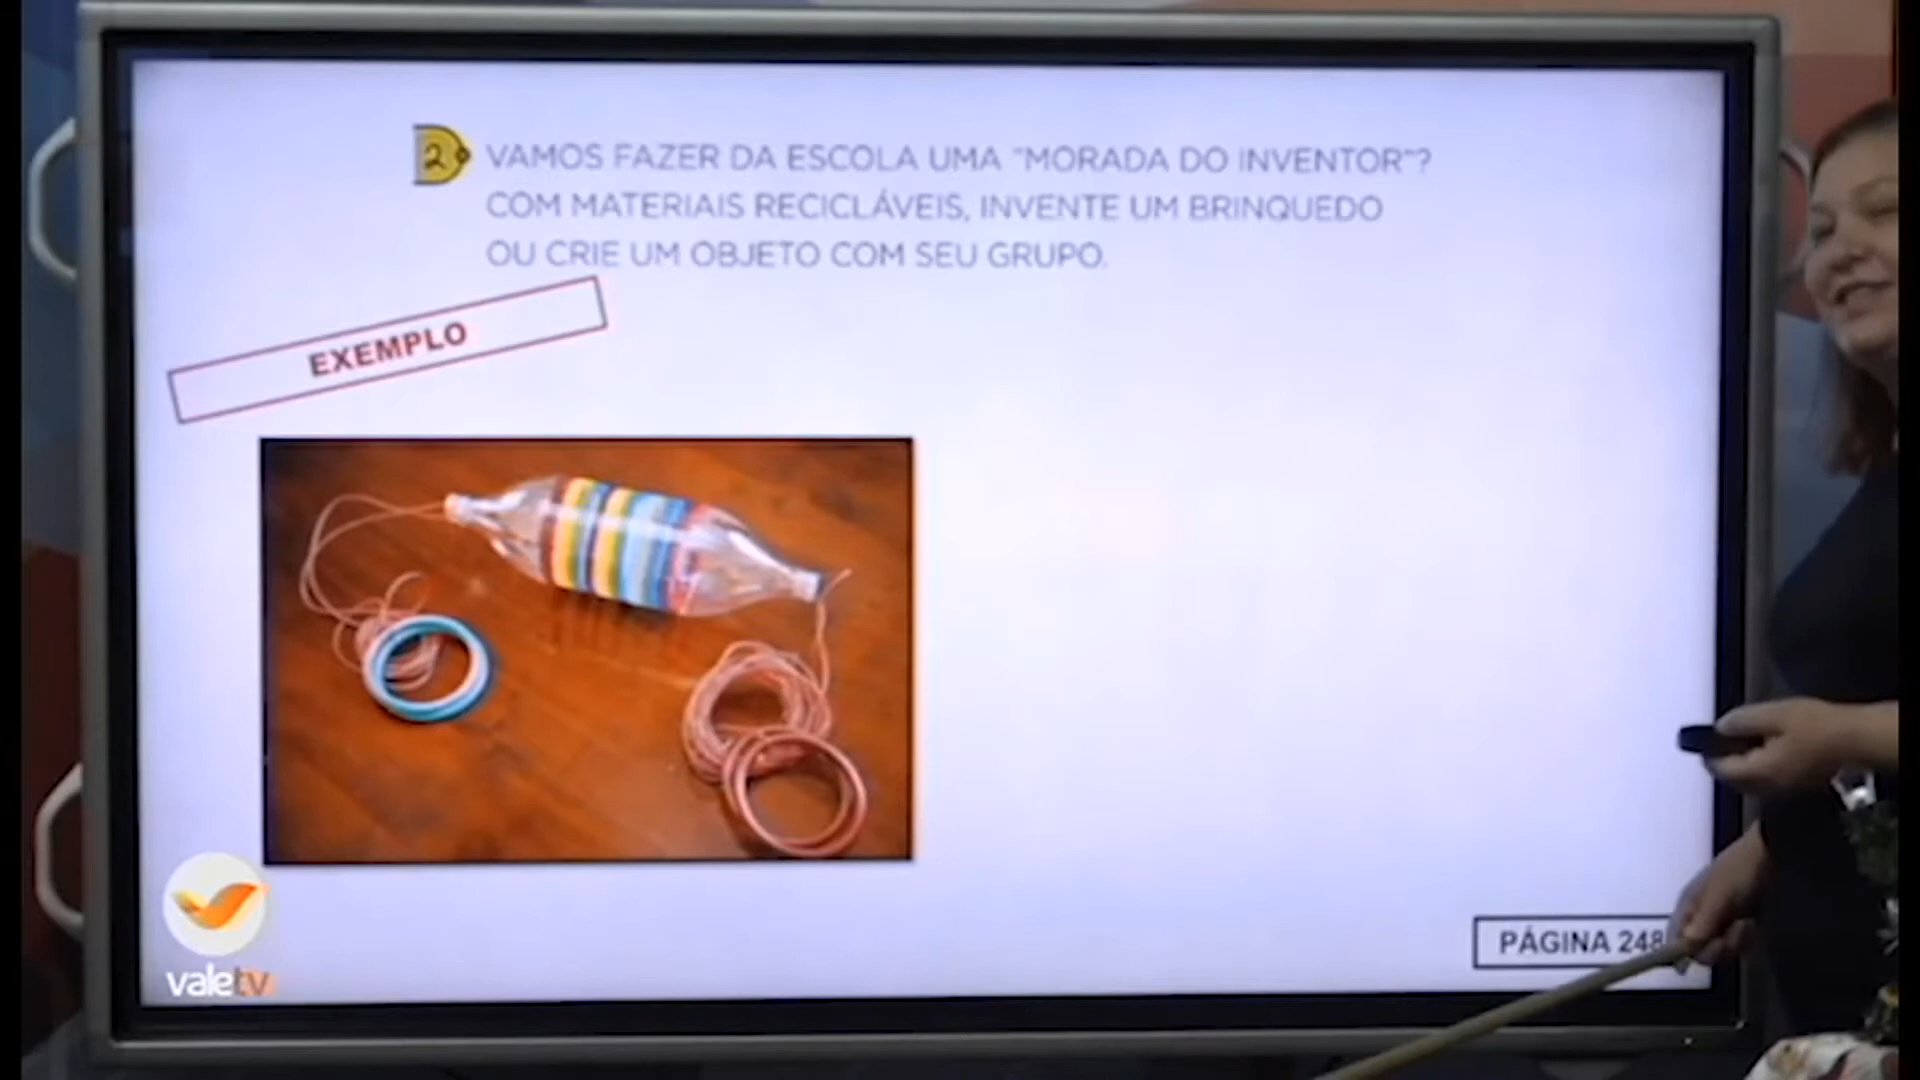 2
VAMOS FAZER DA ESCOLA UMA "MORADA DO INVENTOR"?
COM MATERIAIS RECICLÁVEIS, INVENTE UM BRINQUEDO
OU CRIE UM OBJETO COM SEU GRUPO.
EXEMPLO
PÁGINA 248
valetv